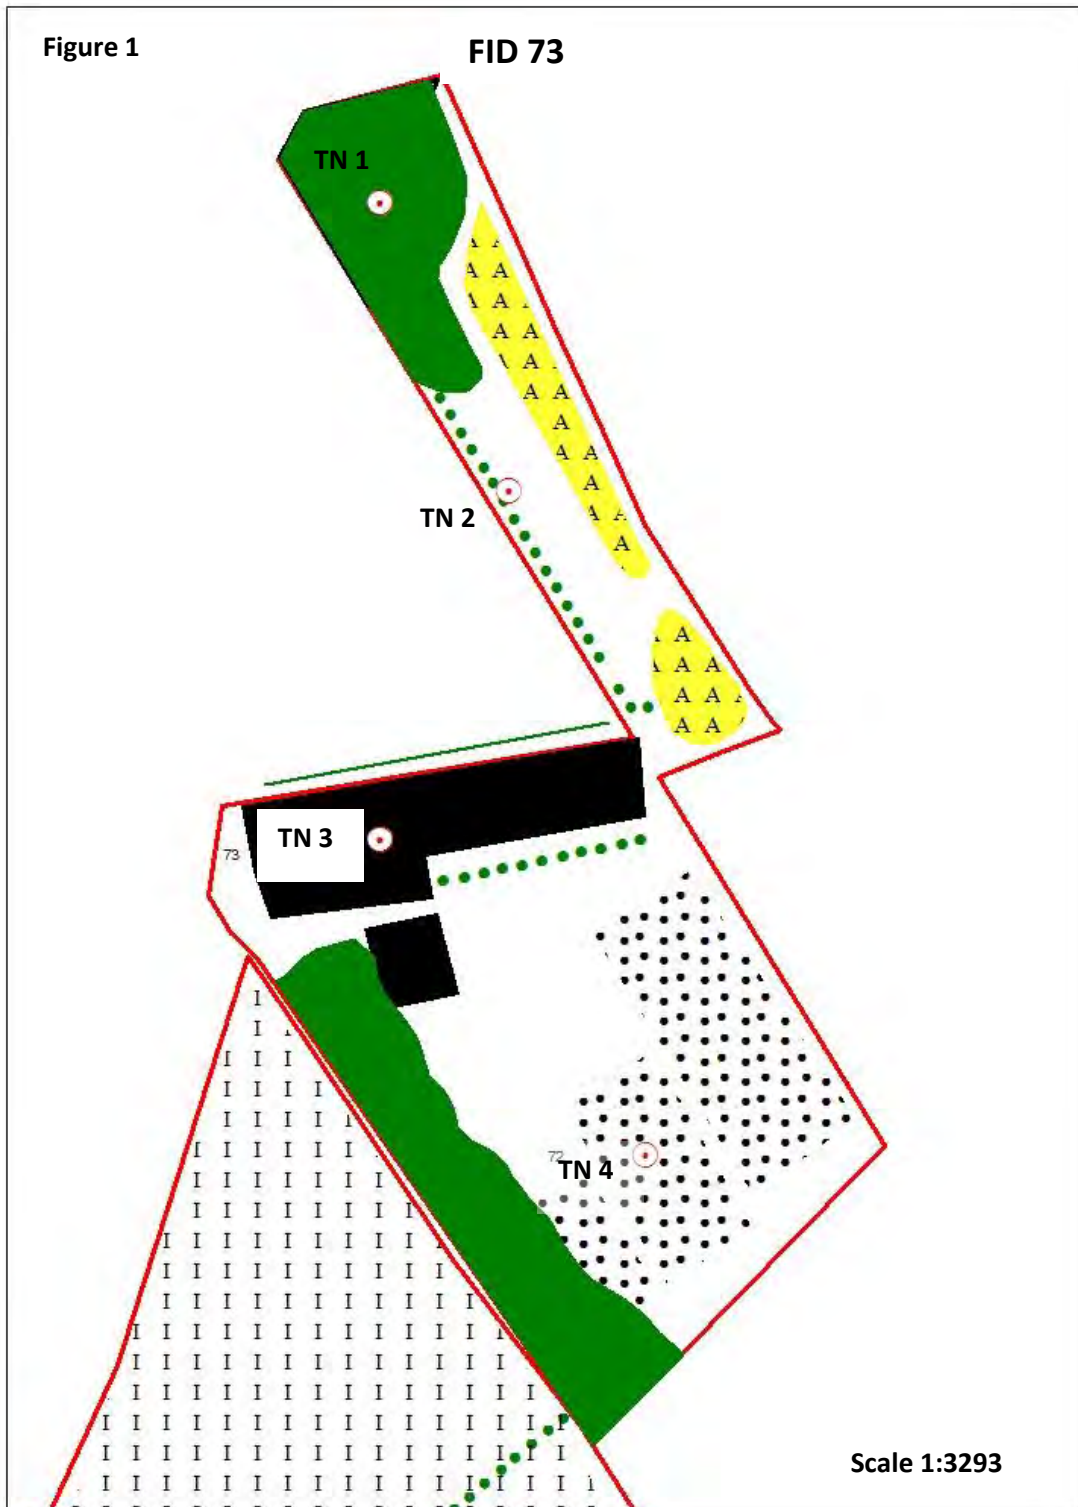 Figure 1
FID 73
TN 1
A A
A A
A A
A A
A
A A
A
A A
A
A A
A
TN 2
A
A A
A A
A A
TN 3
73
72
TN 4
I
I
I I I
I I I I
I I I I
I I I I I
I I I I I I
I I I I I I I
I I I I I I I I
I I I I I I I I I
I I I I I I I I I
I I I I I I I I I I
I I I I I I I I I I I I
I I I I I I I I I I I I I
I I I I I I I I I I I I I I
I I I I I I I I I I I I I I I
I I I I I I I I I I I I I I I I
I I I I I I I I I I I I I I I I
I I I I I I I I I I I I I I I I
Scale 1:3293